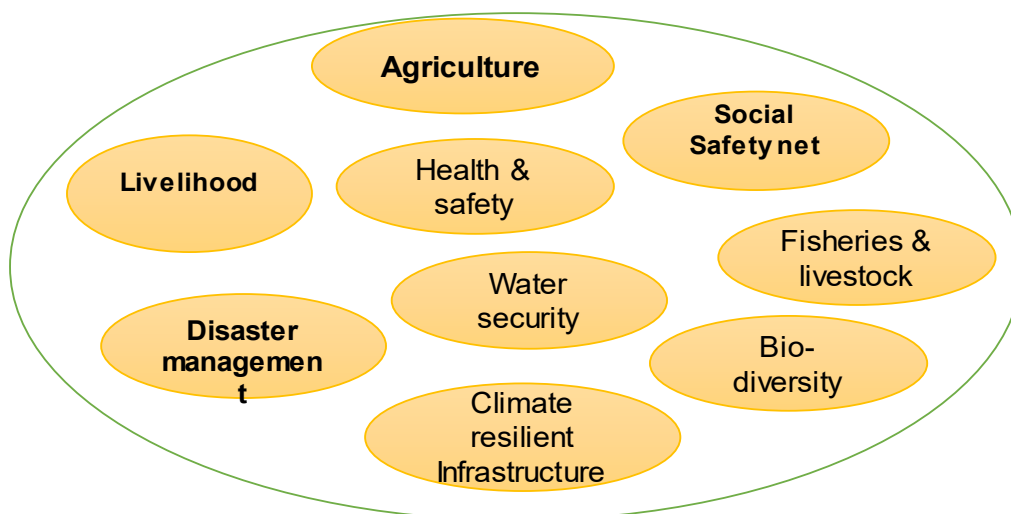 Agriculture
Social
Safety net
Livelihood
Health &
safety
Fisheries &
livestock
Water
security
Disaster
managemen
t
Bio-
diversity
Climate
resilient
Infrastructure